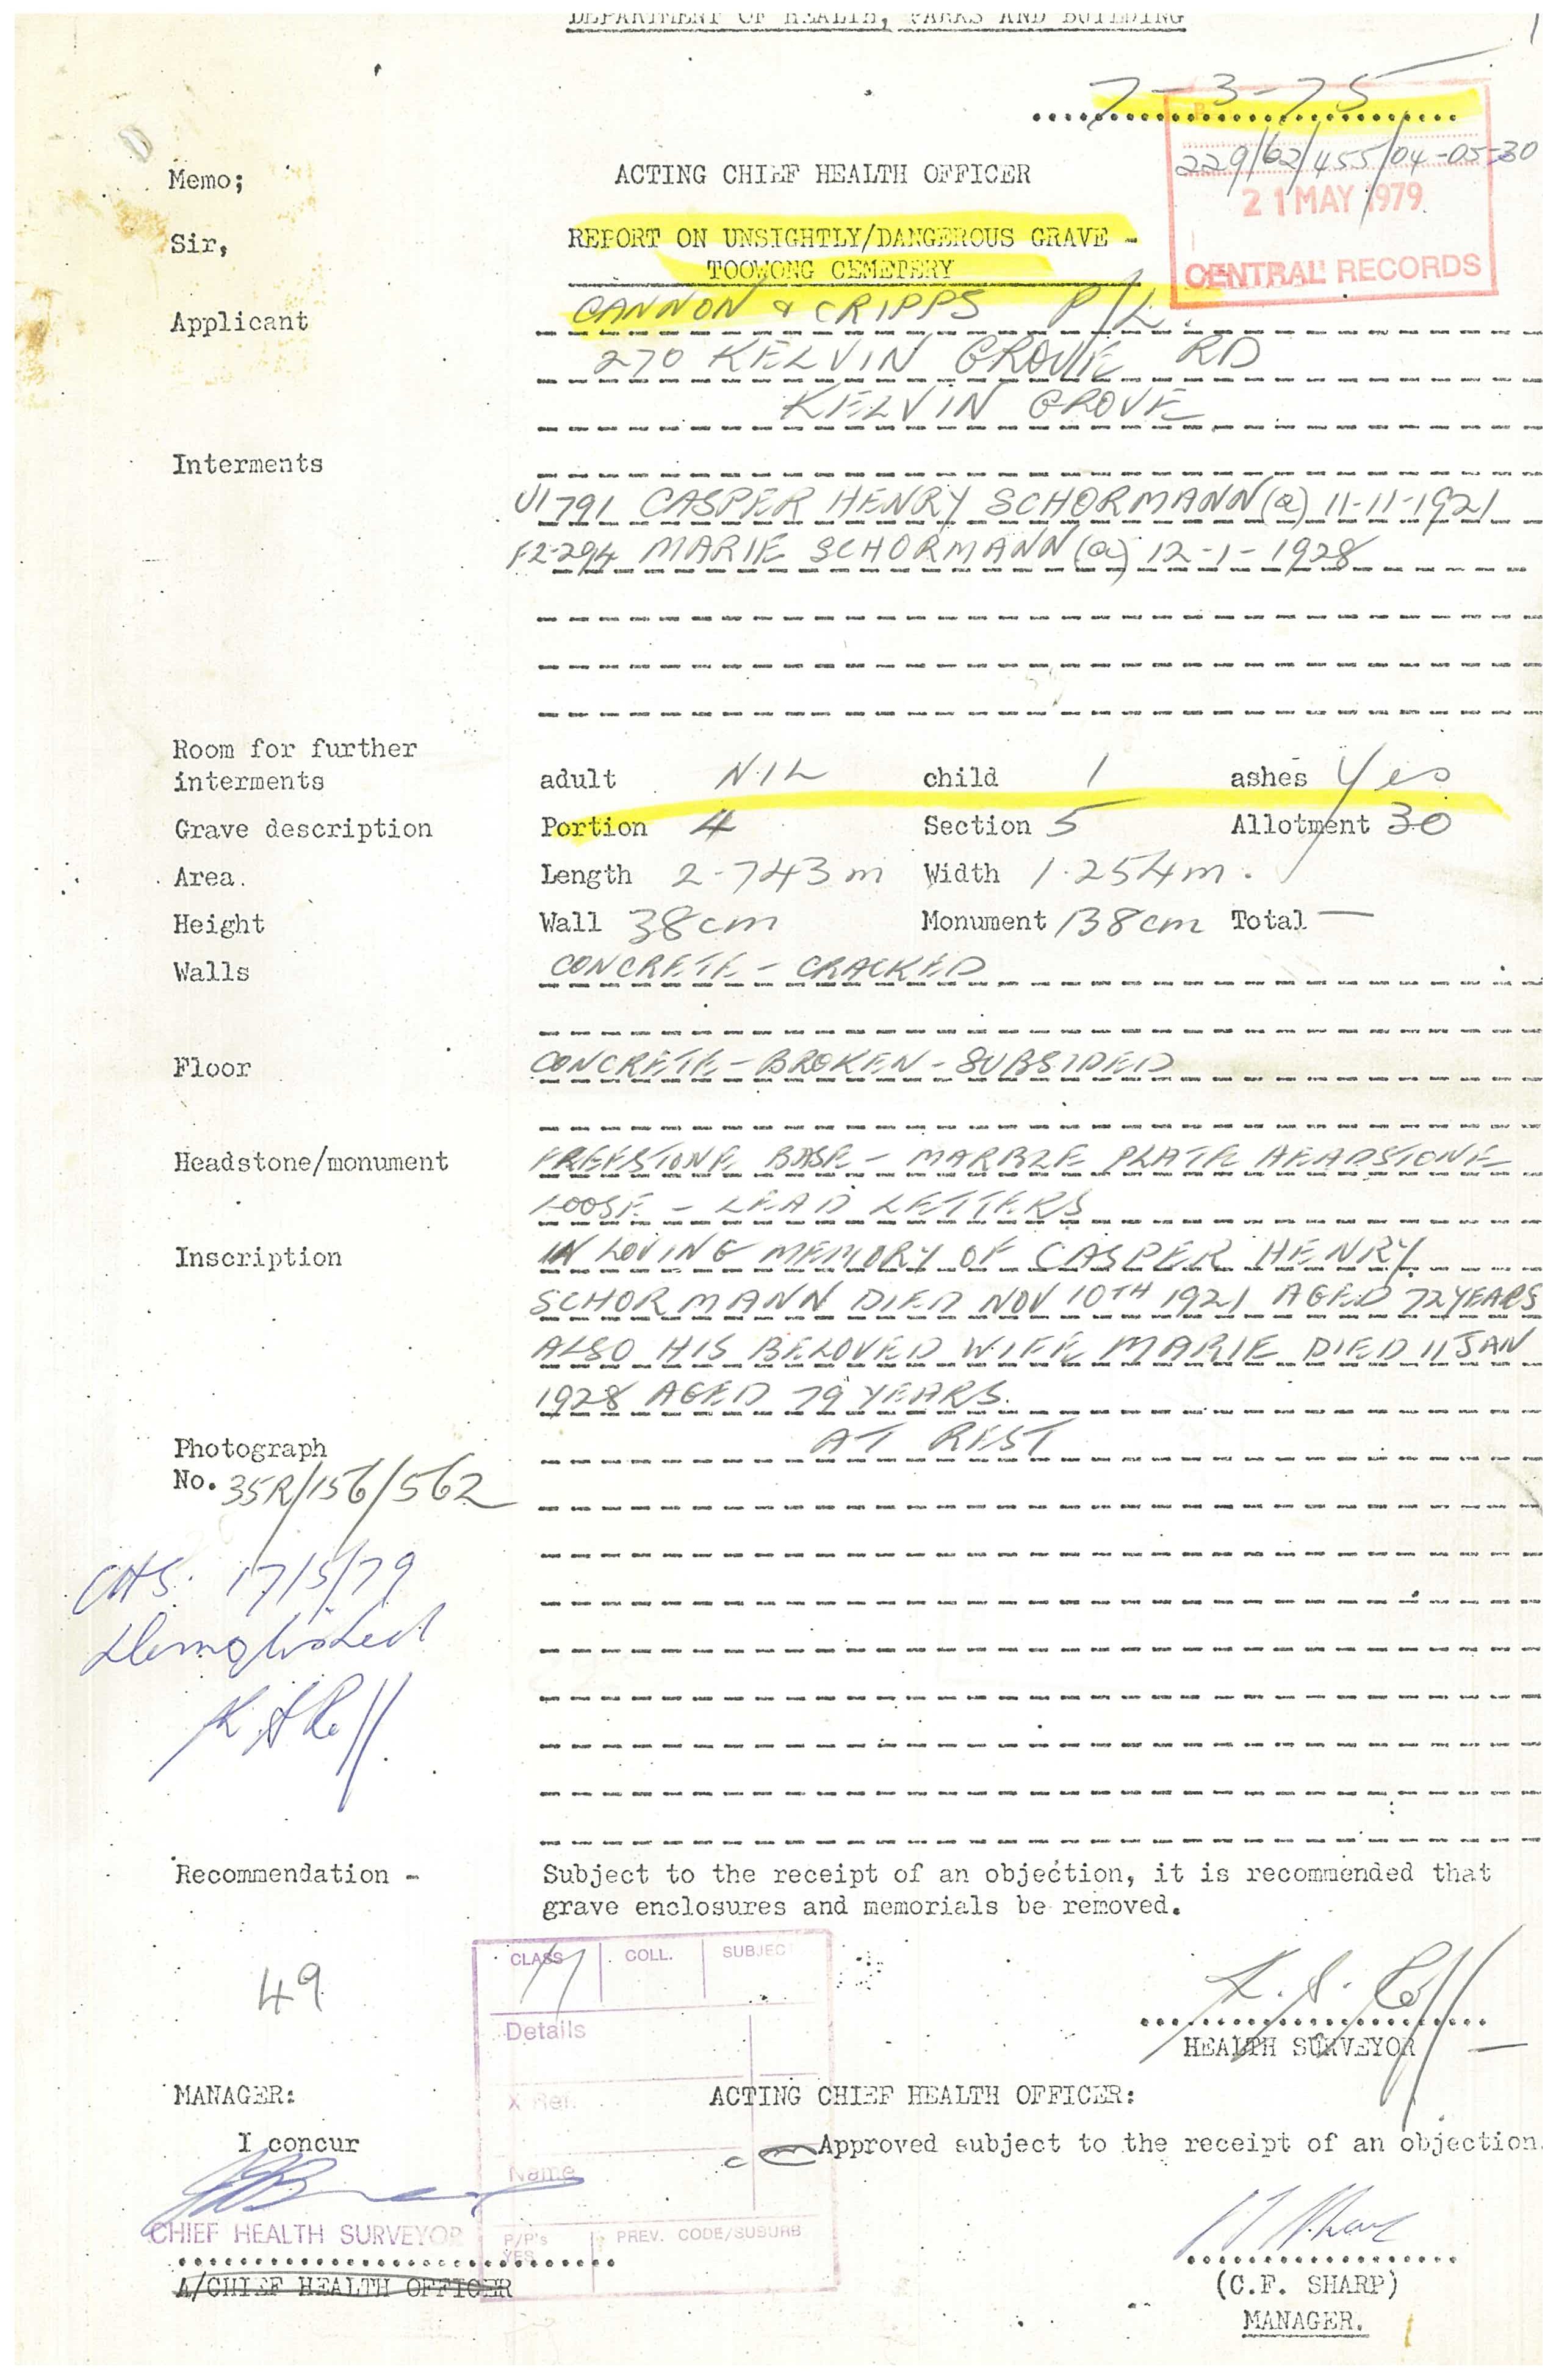 DEPARTMENT OF HEALTH, PARKS AND BUILDING
7-3-75
229/62/455/04-05-30
21 MAY 1979
CENTRAL RECORDS
Memo; ACTING CHIEF HEALTH OFFICER
Sir, REPORT ON UNSIGHTLY/DANGEROUS GRAVE -
TOOWONG CEMETERY
Applicant CANNON & CRIPPS P/L.
270 KELVIN GROVE RD
KELVIN GROVE
Interments
U1791 CASPER HENRY SCHORMANN (a) 11-11-1921
F2-294 MARIE SCHORMANN (a) 12-1-1928
Room for further
interments adult NIL child 1 ashes Yes
Grave description Portion 4 Section 5 Allotment 30
Area. Length 2.743m Width 1.254m.
Height Wall 38cm Monument 138cm Total —
Walls CONCRETE - CRACKED
Floor CONCRETE - BROKEN - SUBSIDED
Headstone/monument FREESTONE BASE - MARBLE PLATE HEADSTONE
LOOSE - LEAD LETTERS
Inscription IN LOVING MEMORY OF CASPER HENRY
SCHORMANN DIED NOV 10TH 1921 AGED 72 YEARS
ALSO HIS BELOVED WIFE MARIE DIED 11 JAN
1928 AGED 79 YEARS.
AT REST
Photograph
No. 35R/156/562
CHS: 17/5/79
Demolished
Recommendation - Subject to the receipt of an objection, it is recommended that
grave enclosures and memorials be removed.
49
CLASS COLL. SUBJEC
Details
X Ref.
Name
P/P's PREV. CODE/SUBURB
YES
HEALTH SURVEYOR
MANAGER: ACTING CHIEF HEALTH OFFICER:
I concur Approved subject to the receipt of an objection.
CHIEF HEALTH SURVEYOR
A/CHIEF HEALTH OFFICER
(C.F. SHARP)
MANAGER.